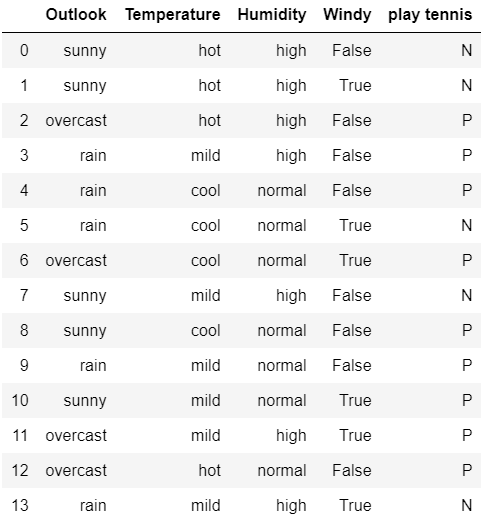 Outlook Temperature Humidity Windy play tennis
0 sunny hot high False N
1 sunny hot high True N
2 overcast hot high False P
3 rain mild high False P
4 rain cool normal False P
5 rain cool normal True N
6 overcast cool normal True P
7 sunny mild high False N
8 sunny cool normal False P
9 rain mild normal False P
10 sunny mild normal True P
11 overcast mild high True P
12 overcast hot normal False P
13 rain mild high True N